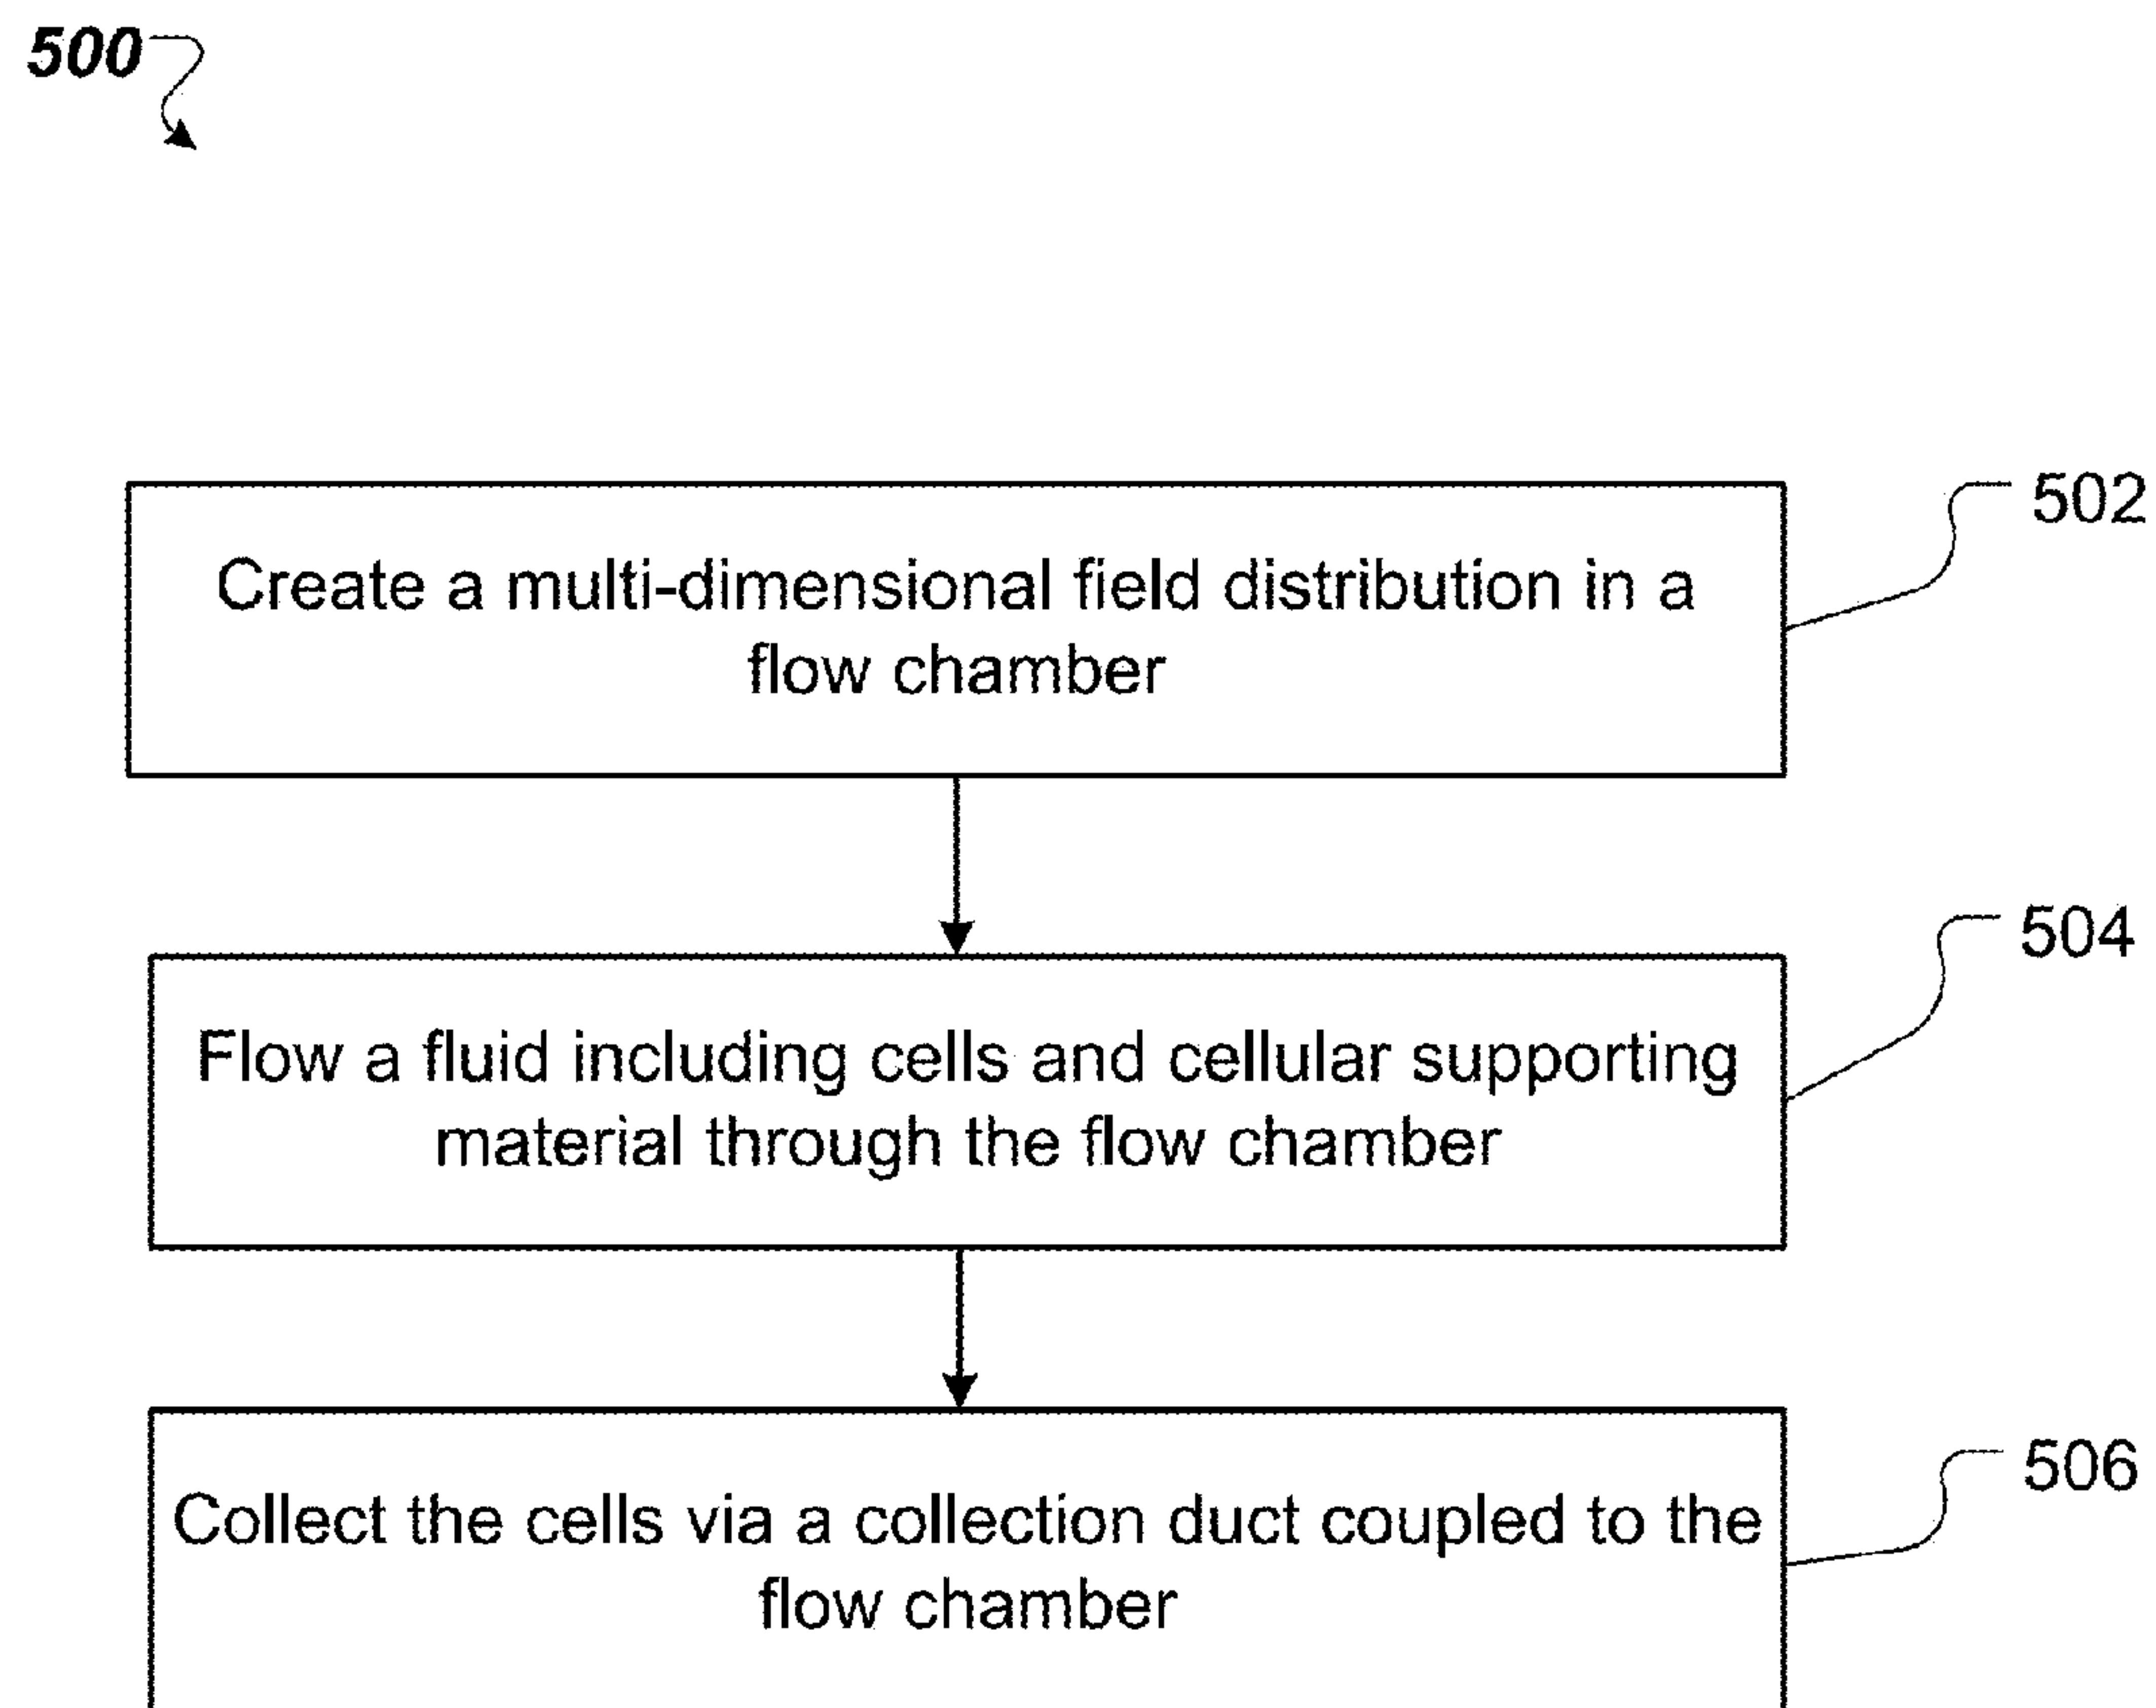 500
502
Create a multi-dimensional field distribution in a
flow chamber
504
Flow a fluid including cells and cellular supporting
material through the flow chamber
506
Collect the cells via a collection duct coupled to the
flow chamber